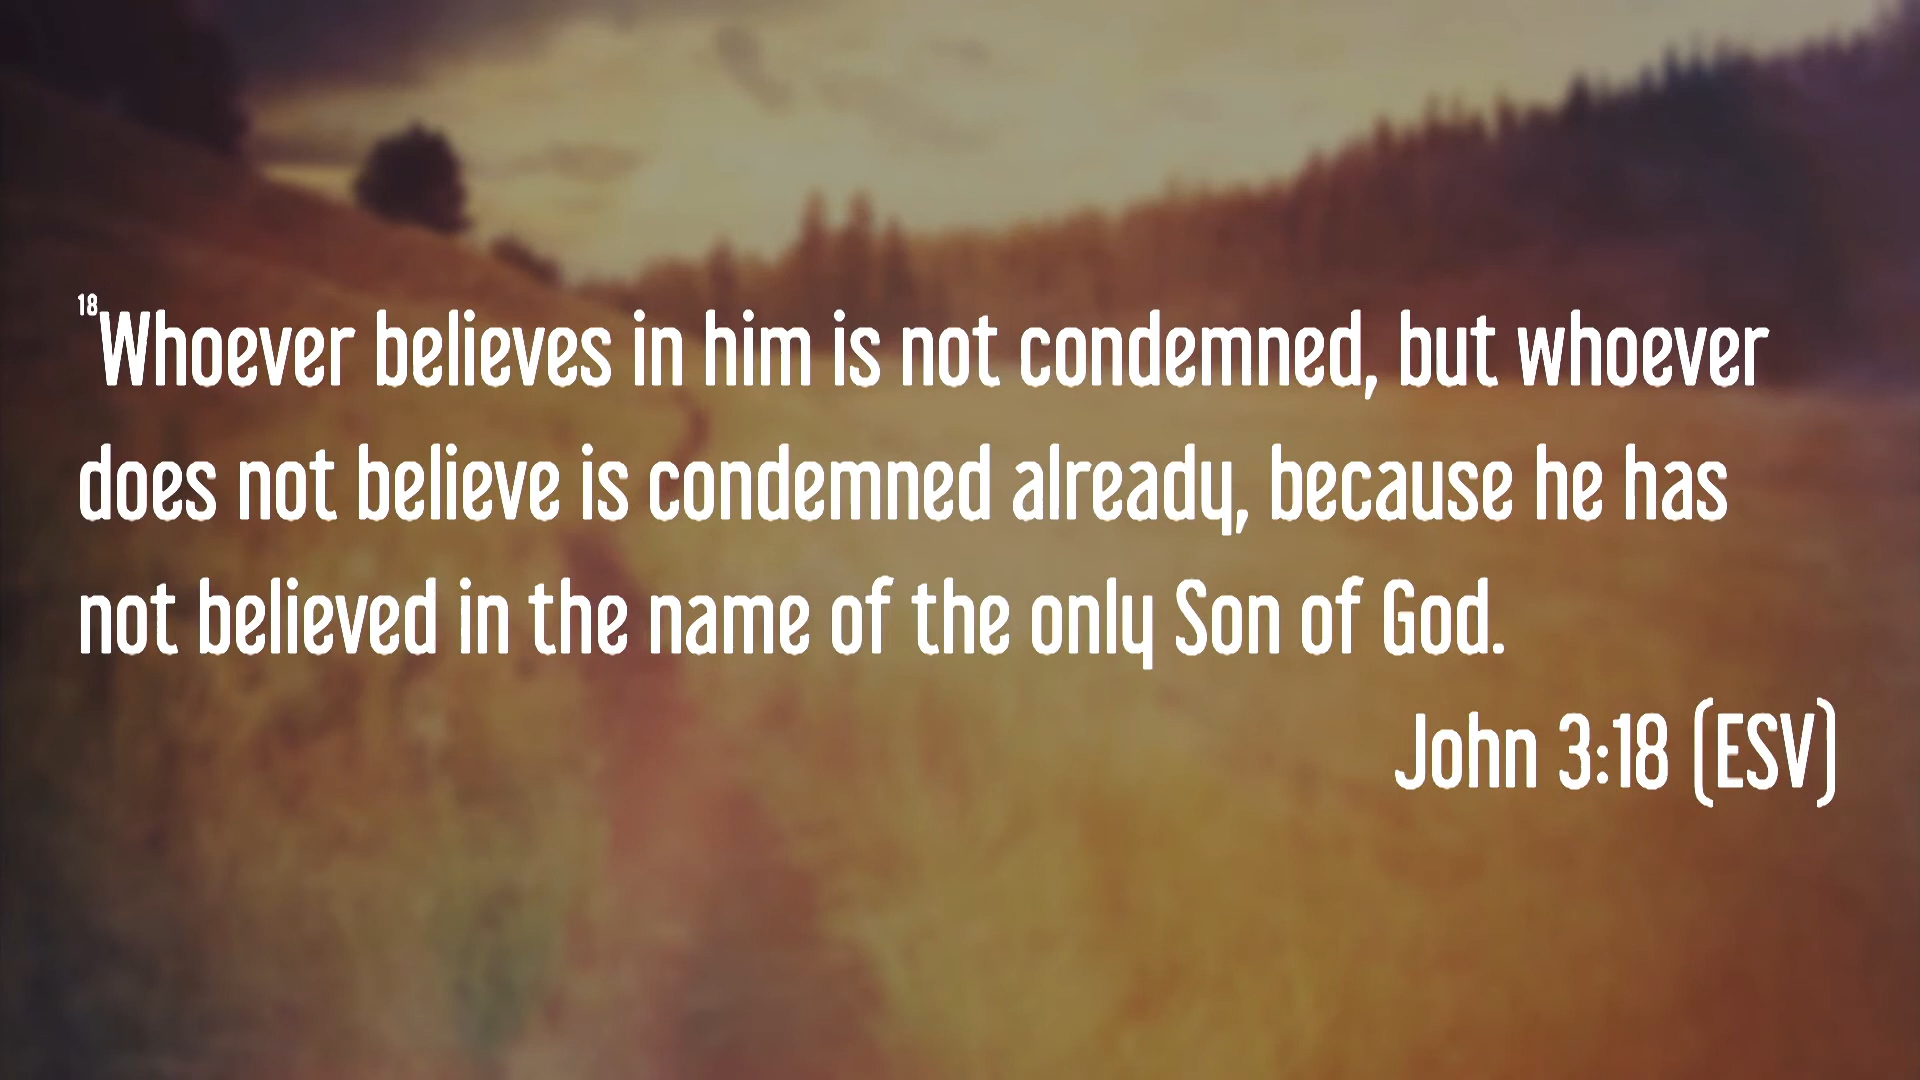 18Whoever believes in him is not condemned, but whoever
does not believe is condemned already, because he has
not believed in the name of the only Son of God.
John 3:18 (ESV)